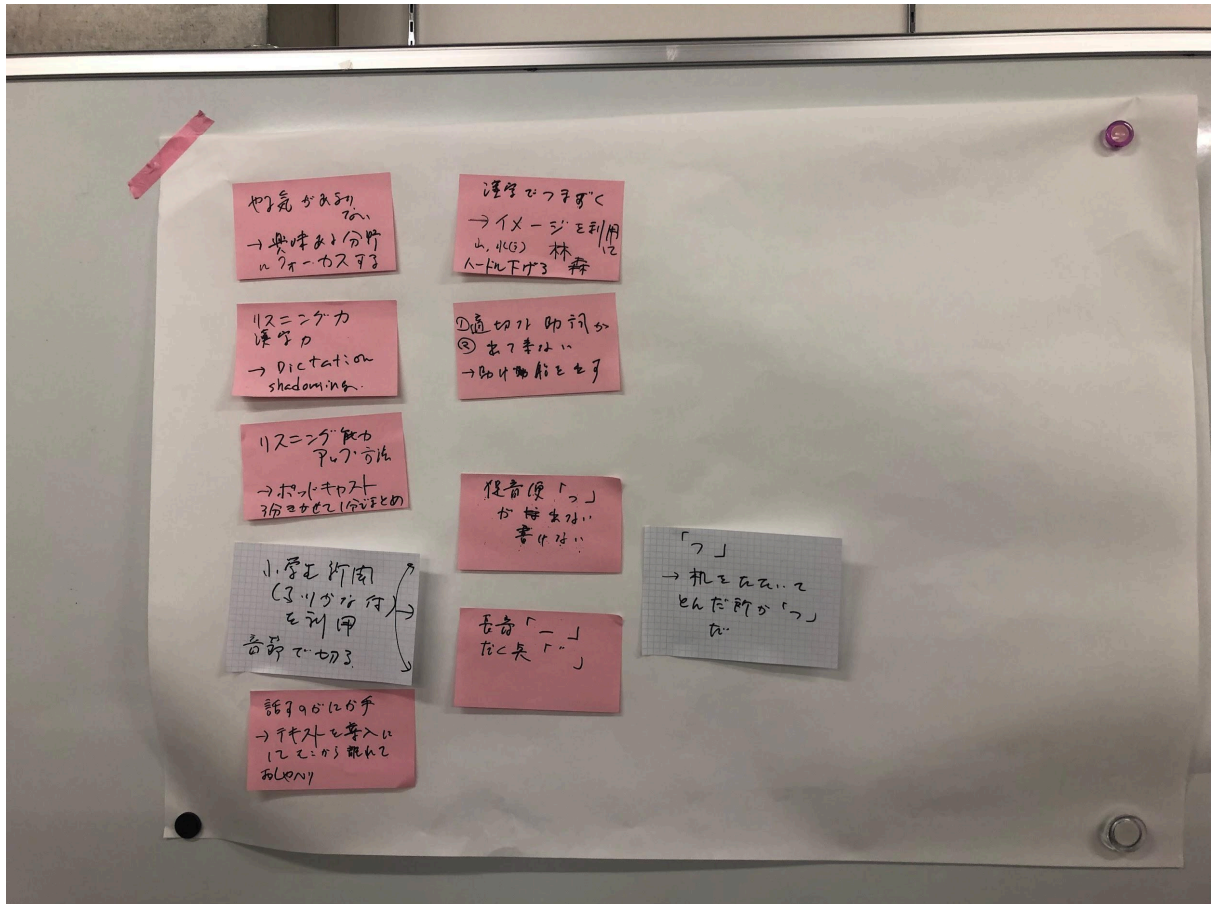 やる気があまり
ない
→興味ある分野
にフォーカスする
リスニング力
漢字力
→ Dictation
shadowing.
リスニング能力
アップ方法
→ポッドキャスト
3分きかせて1分でまとめ
小学生新聞
(ふりがな付)
を利用
音節で切る
話すのがにが手
→テキストを導入に
してそこから離れて
おしゃべり
漢字でつまずく
→イメージを利用
山,水(氵) 林 して
ハードル下げる 森
①適切な助詞が
② 出て来ない
→助け船を出す
促音便「っ」
が出ない
書けない
長音「ー」
だく点「゛」
「っ」
→机をたたいて
とんだ所が「っ」
だ